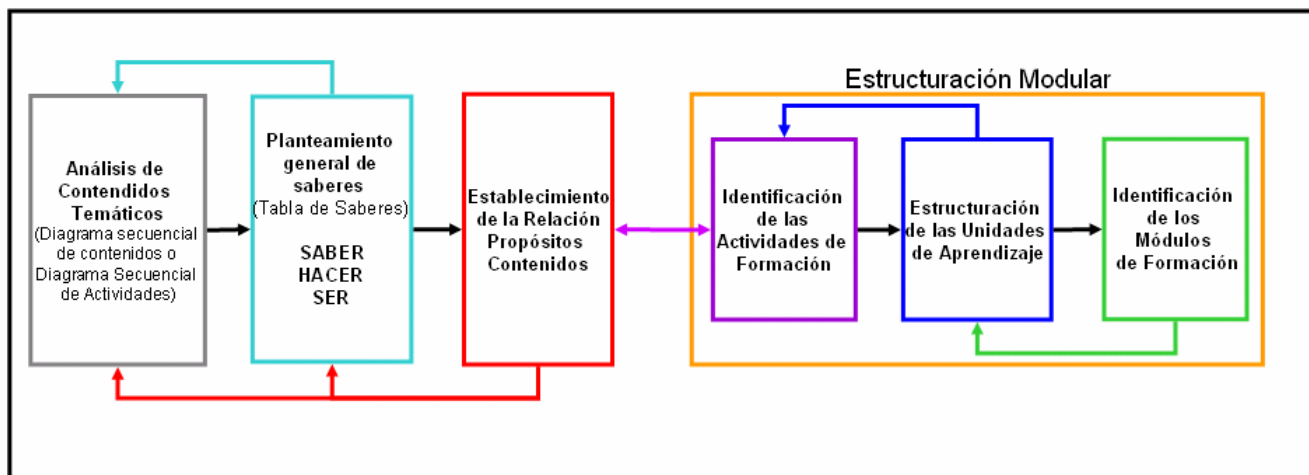 Estructuración Modular
Análisis de
Contendidos
Temáticos
(Diagrama secuencial
de contenidos o
Diagrama Secuencial
de Actividades)
Planteamiento
general de
saberes
(Tabla de Saberes)
SABER
HACER
SER
Establecimiento
de la Relación
Propósitos
Contenidos
Identificación
de las
Actividades de
Formación
Estructuración
de las Unidades
de Aprendizaje
Identificación
de los
Módulos
de Formación